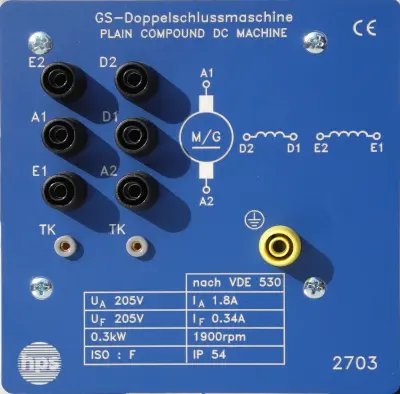 GS-Doppelschlussmaschine
PLAIN COMPOUND DC MACHINE
CE
E2 D2
A1 D1
E1 A2
TK TK
A1
M/G
A2
D2 D1 E2 E1
nach VDE 530
UA 205V IA 1.8A
UF 205V IF 0.34A
0.3kW 1900rpm
ISO : F IP 54
nps
2703